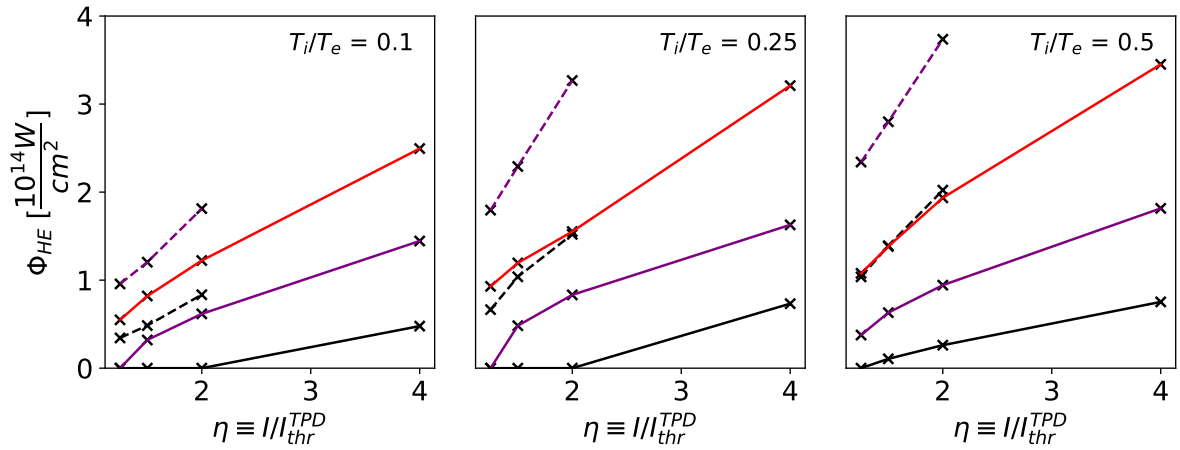 T_i/T_e = 0.1
T_i/T_e = 0.25
T_i/T_e = 0.5
Φ_HE [10^14 W / cm^2]
4
3
2
1
0
2 3 4
2 3 4
2 3 4
η ≡ I/I_thr^TPD
η ≡ I/I_thr^TPD
η ≡ I/I_thr^TPD